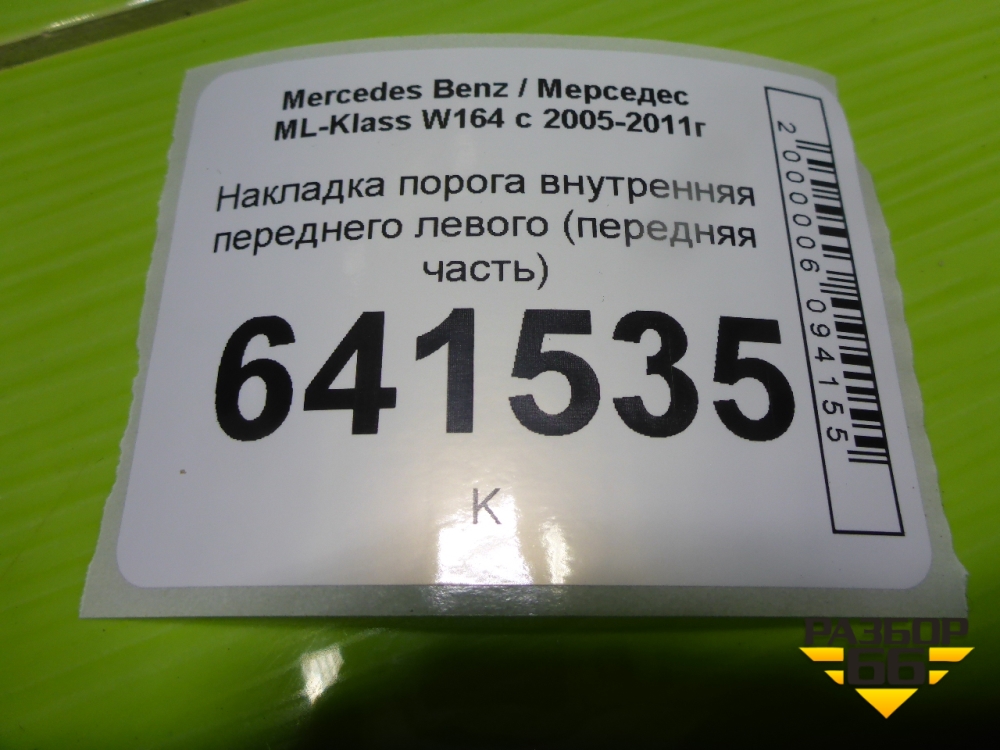 Mercedes Benz / Мерседес
ML-Klass W164 с 2005-2011г
Накладка порога внутренняя
переднего левого (передняя
часть)
641535
К
2000006094155
РАЗБОР
66